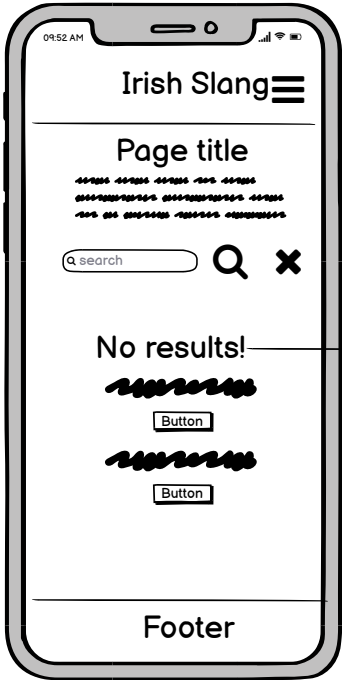 09:52 AM
Irish Slang
Page title
search
No results!
Button
Button
Footer